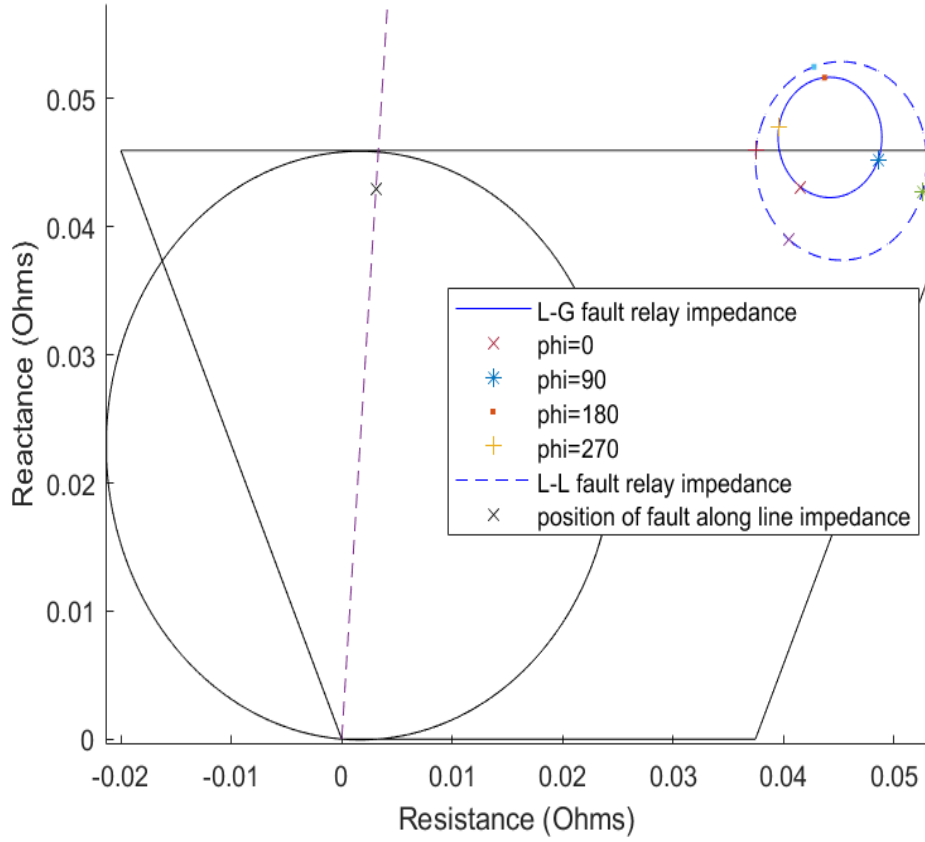 0.05
0.04
0.03
0.02
0.01
0
Reactance (Ohms)
L-G fault relay impedance
phi=0
phi=90
phi=180
phi=270
L-L fault relay impedance
position of fault along line impedance
-0.02 -0.01 0 0.01 0.02 0.03 0.04 0.05
Resistance (Ohms)